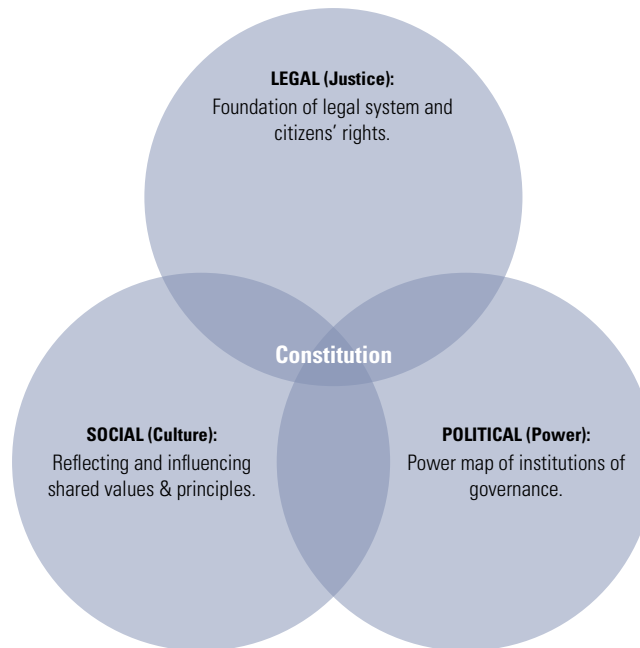 LEGAL (Justice):
Foundation of legal system and
citizens’ rights.
Constitution
SOCIAL (Culture):
Reflecting and influencing
shared values & principles.
POLITICAL (Power):
Power map of institutions of
governance.